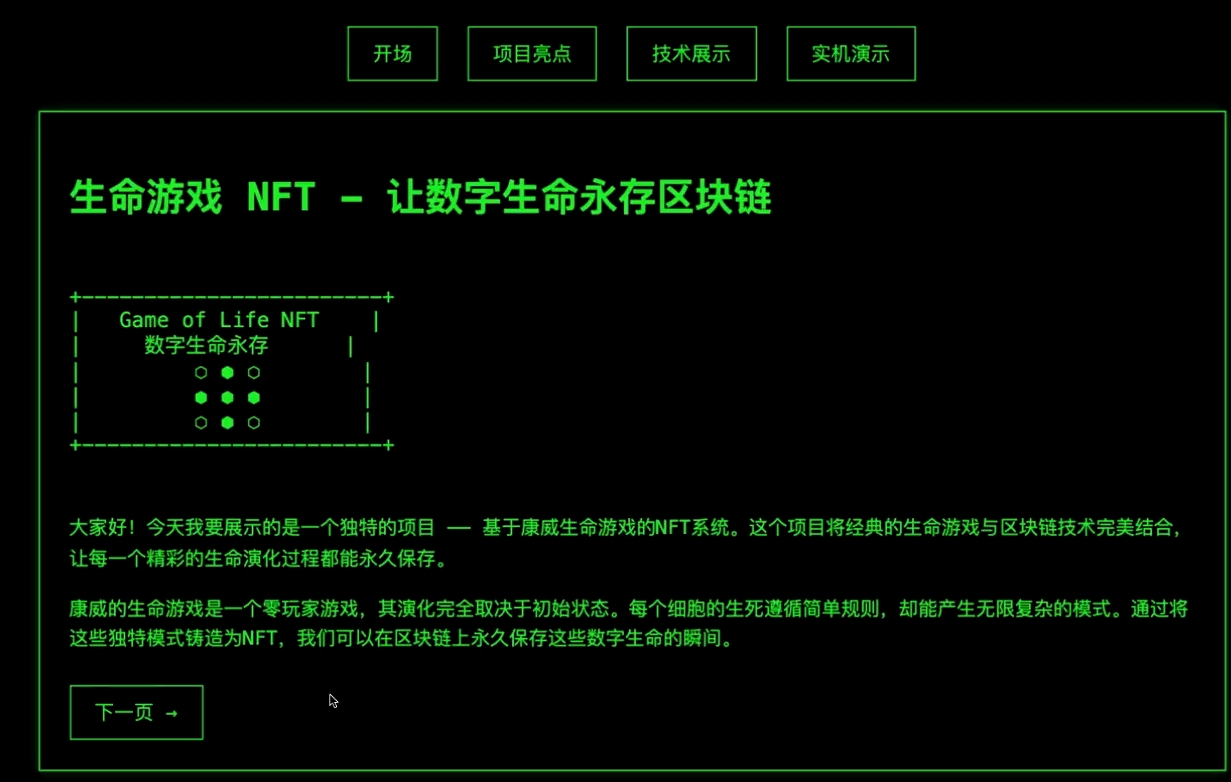 开场 项目亮点 技术展示 实机演示
生命游戏 NFT - 让数字生命永存区块链
+------------------------+
|   Game of Life NFT    |
|     数字生命永存      |
|         ⬡ ⬢ ⬡        |
|         ⬢ ⬢ ⬢        |
|         ⬡ ⬢ ⬡        |
+------------------------+
大家好！今天我要展示的是一个独特的项目 —— 基于康威生命游戏的NFT系统。这个项目将经典的生命游戏与区块链技术完美结合，
让每一个精彩的生命演化过程都能永久保存。
康威的生命游戏是一个零玩家游戏，其演化完全取决于初始状态。每个细胞的生死遵循简单规则，却能产生无限复杂的模式。通过将
这些独特模式铸造为NFT，我们可以在区块链上永久保存这些数字生命的瞬间。
下一页 →